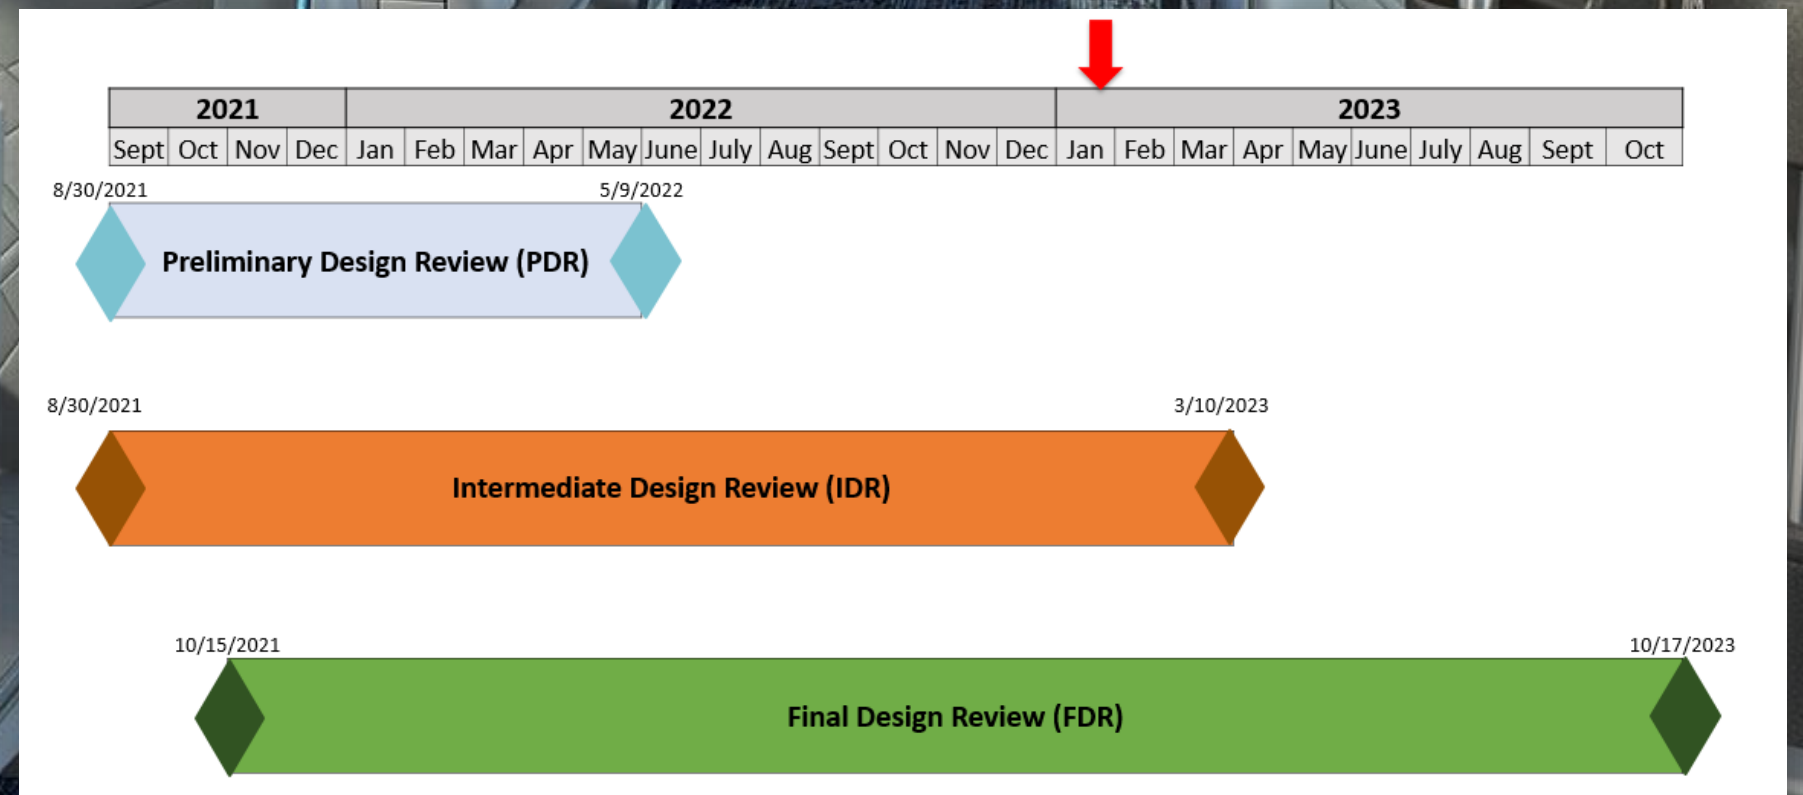 2021 2022 2023
Sept Oct Nov Dec Jan Feb Mar Apr May June July Aug Sept Oct Nov Dec Jan Feb Mar Apr May June July Aug Sept Oct
8/30/2021 5/9/2022
Preliminary Design Review (PDR)
8/30/2021 3/10/2023
Intermediate Design Review (IDR)
10/15/2021 10/17/2023
Final Design Review (FDR)